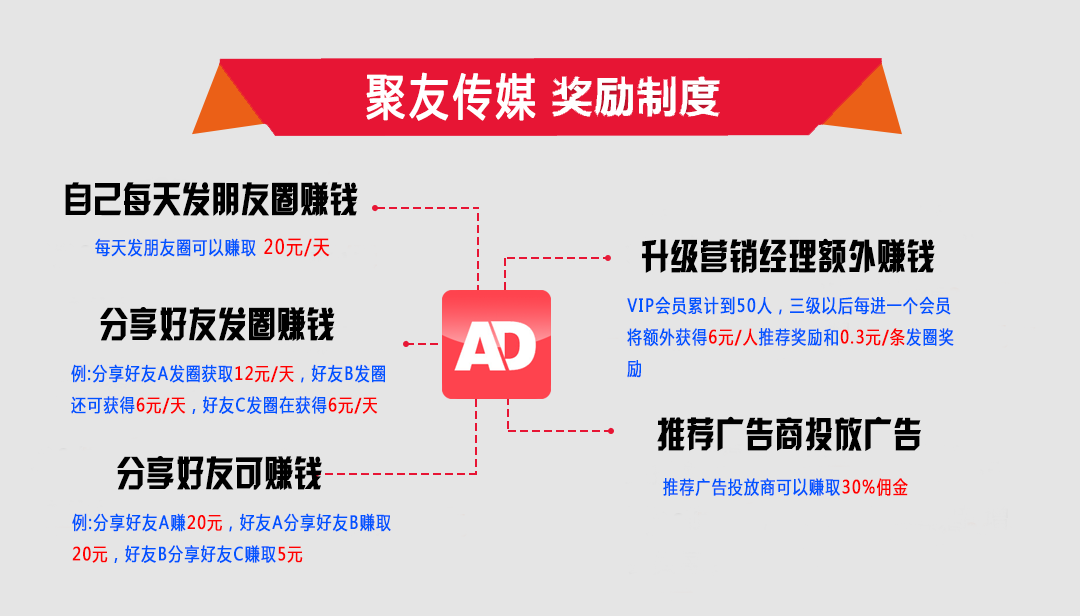 聚友传媒 奖励制度
自己每天发朋友圈赚钱
每天发朋友圈可以赚取 20元/天
分享好友发圈赚钱
例:分享好友A发圈获取12元/天，好友B发圈
还可获得6元/天，好友C发圈在获得6元/天
分享好友可赚钱
例:分享好友A赚20元，好友A分享好友B赚取
20元，好友B分享好友C赚取5元
AD
升级营销经理额外赚钱
VIP会员累计到50人，三级以后每进一个会员
将额外获得6元/人推荐奖励和0.3元/条发圈奖
励
推荐广告商投放广告
推荐广告投放商可以赚取30%佣金